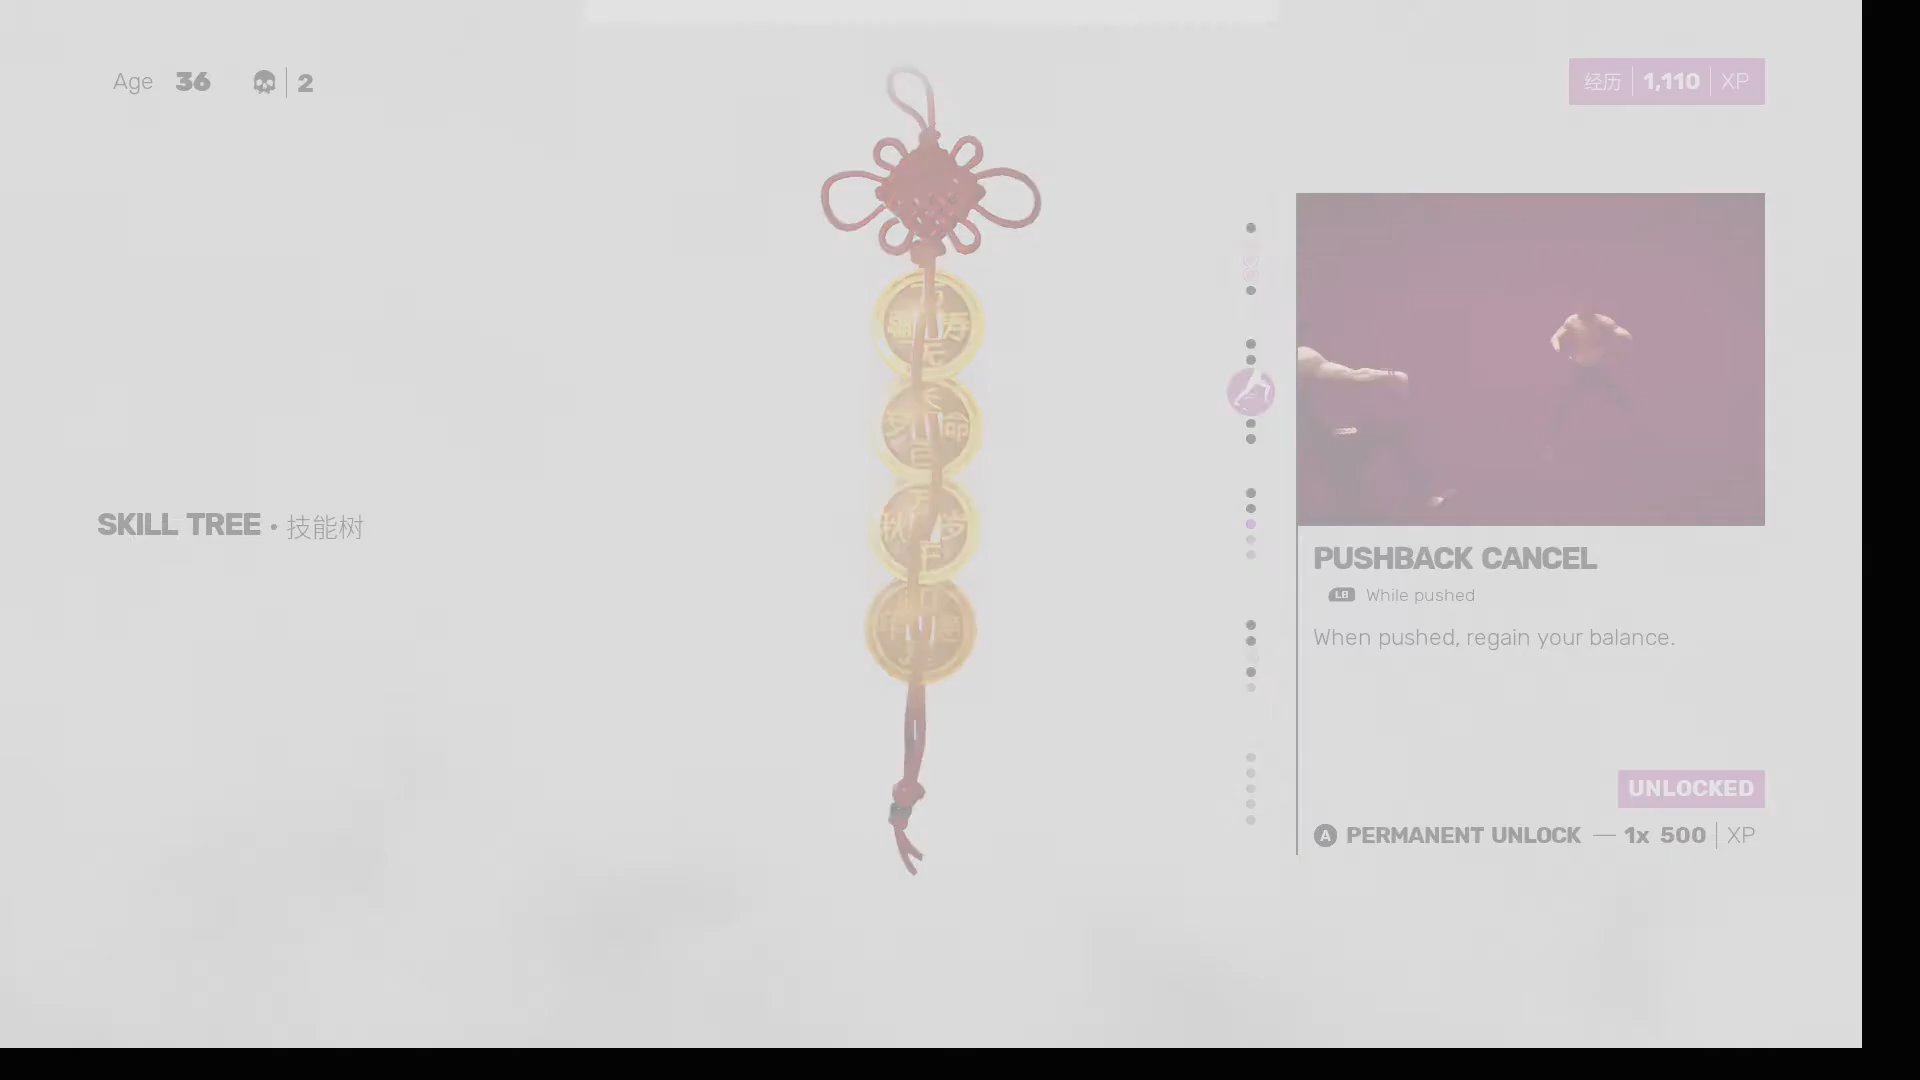 Age 36 2
经历 1,110 XP
SKILL TREE • 技能树
PUSHBACK CANCEL
LB While pushed
When pushed, regain your balance.
UNLOCKED
A PERMANENT UNLOCK — 1x 500 XP